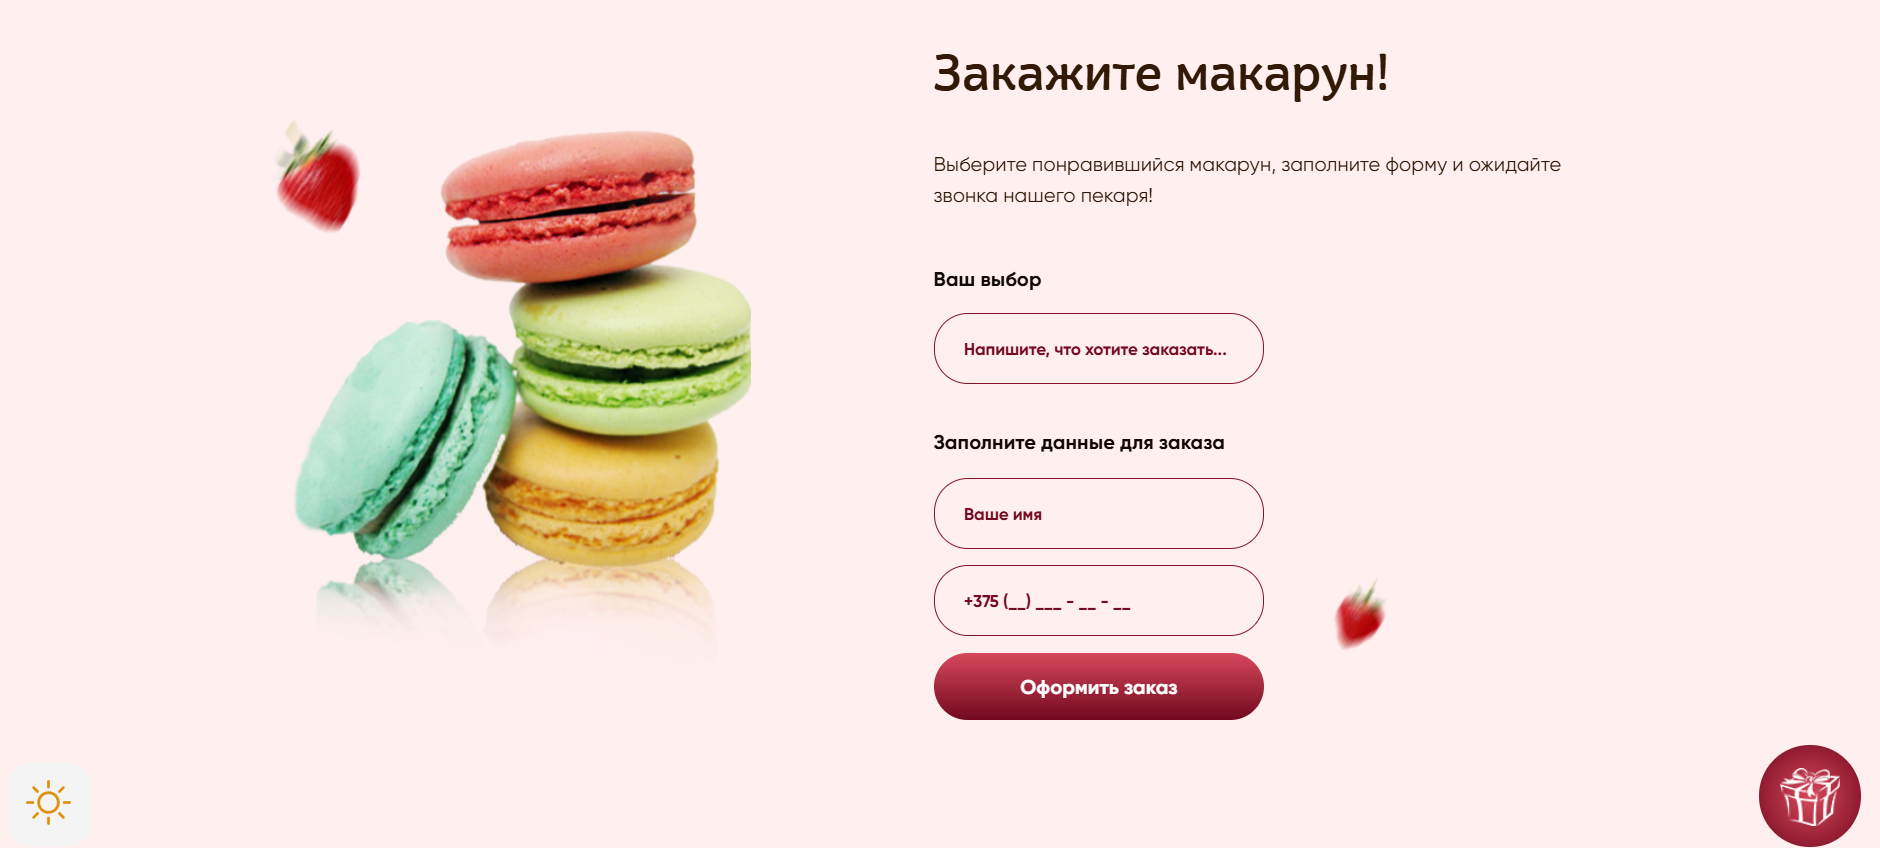 Закажите макарун!
Выберите понравившийся макарун, заполните форму и ожидайте
звонка нашего пекаря!
Ваш выбор
Напишите, что хотите заказать...
Заполните данные для заказа
Ваше имя
+375 (__) ___ - __ - __
Оформить заказ